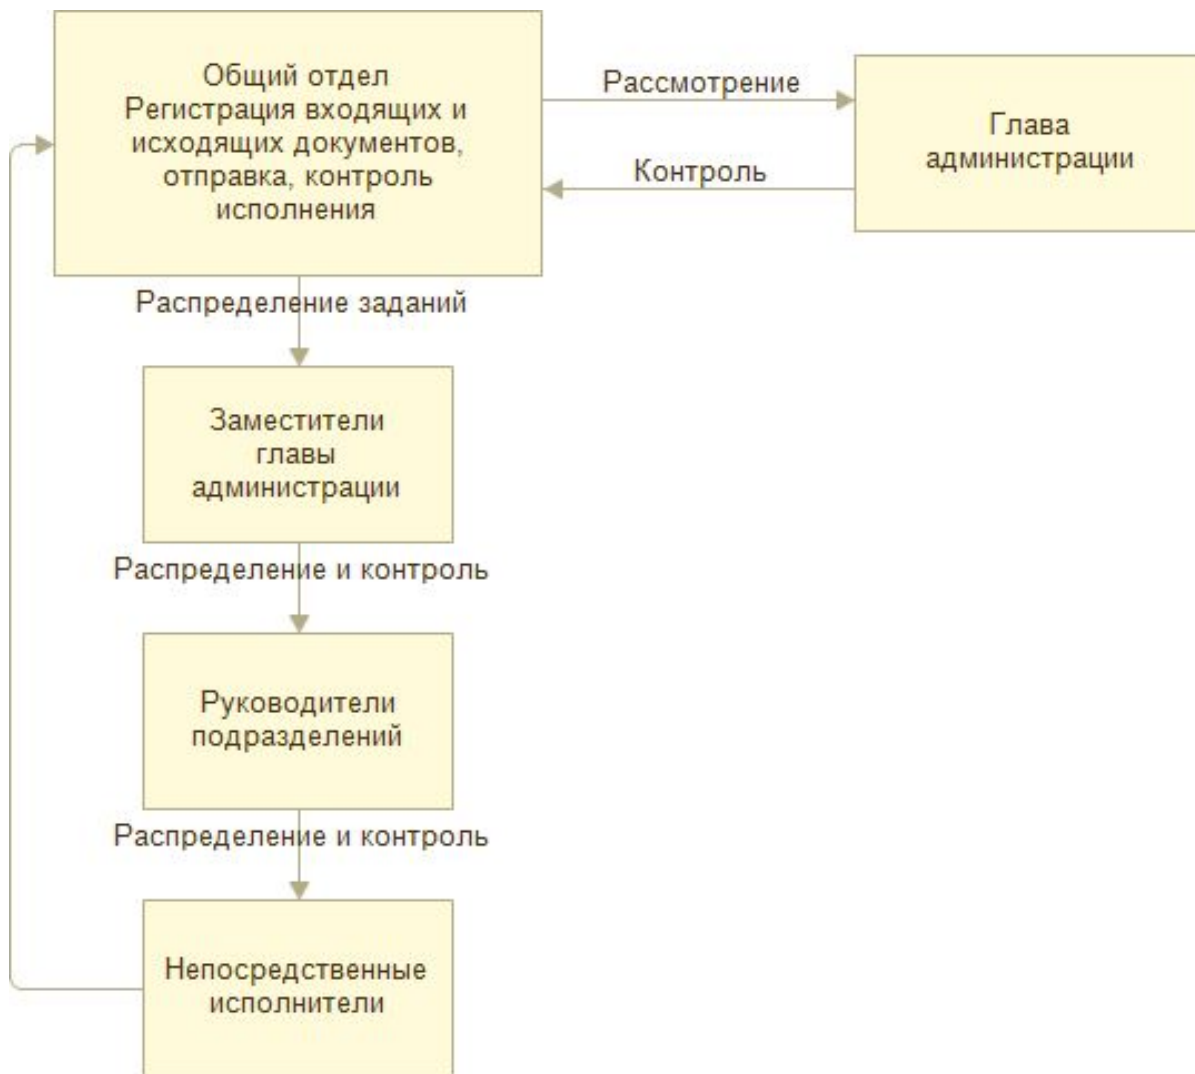 Общий отдел
Регистрация входящих и
исходящих документов,
отправка, контроль
исполнения
Рассмотрение
Глава
администрации
Контроль
Распределение заданий
Заместители
главы
администрации
Распределение и контроль
Руководители
подразделений
Распределение и контроль
Непосредственные
исполнители